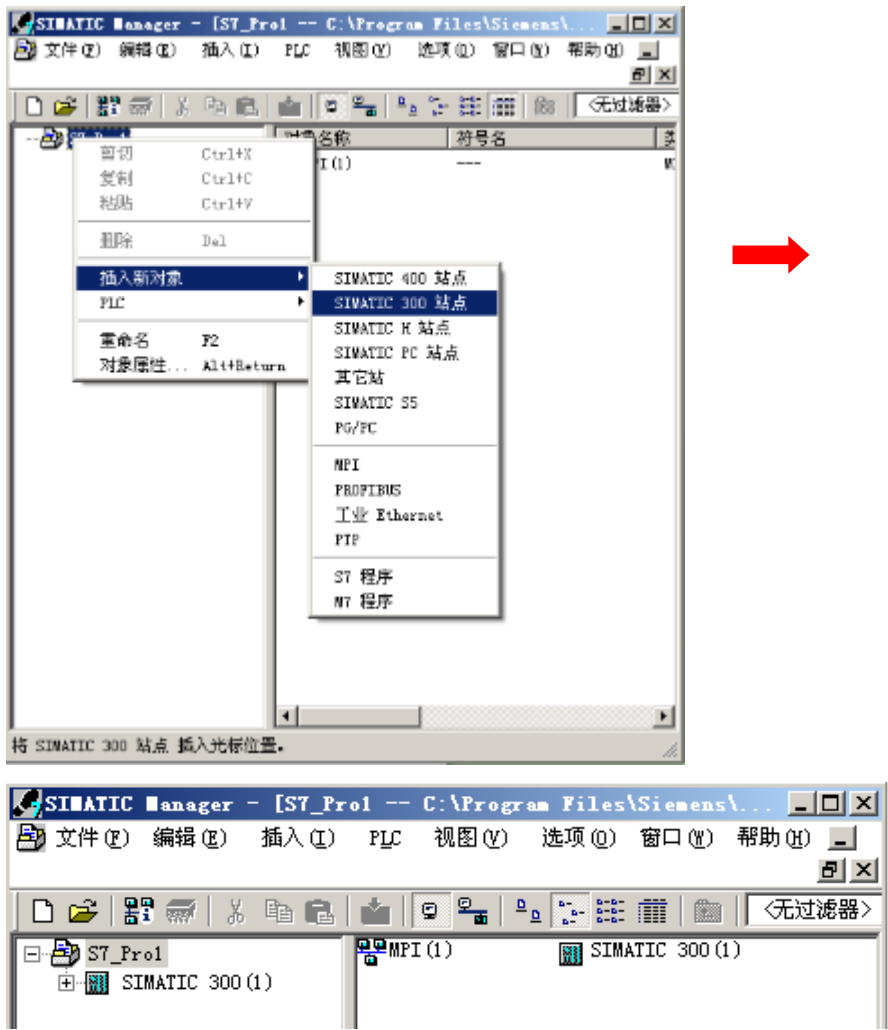 SIMATIC Manager - [S7_Pro1 -- C:\Program Files\Siemens\...
文件(F) 编辑(E) 插入(I) PLC 视图(V) 选项(O) 窗口(W) 帮助(H)
<无过滤器>
对象名称 符号名
(1) ---
剪切 Ctrl+X
复制 Ctrl+C
粘贴 Ctrl+V
删除 Del
插入新对象
PLC
重命名 F2
对象属性... Alt+Return
SIMATIC 400 站点
SIMATIC 300 站点
SIMATIC H 站点
SIMATIC PC 站点
其它站
SIMATIC S5
PG/PC
MPI
PROFIBUS
工业 Ethernet
PTP
S7 程序
M7 程序
将 SIMATIC 300 站点 插入光标位置。
SIMATIC Manager - [S7_Pro1 -- C:\Program Files\Siemens\...
文件(F) 编辑(E) 插入(I) PLC 视图(V) 选项(O) 窗口(W) 帮助(H)
<无过滤器>
S7_Pro1 MPI(1) SIMATIC 300(1)
SIMATIC 300(1)